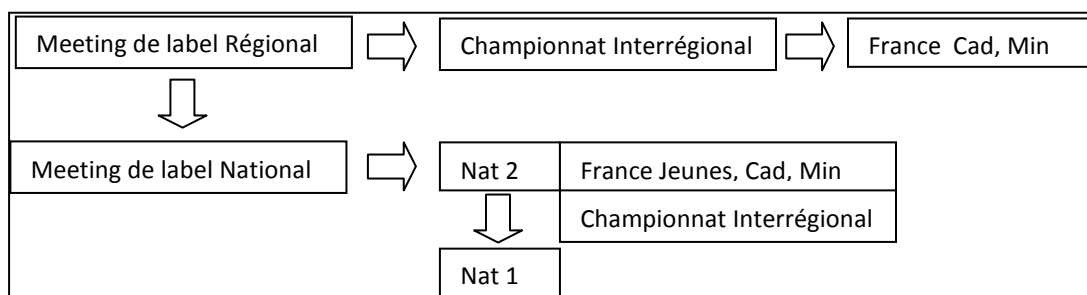 Meeting de label Régional
Championnat Interrégional
France Cad, Min
Meeting de label National
Nat 2
France Jeunes, Cad, Min
Championnat Interrégional
Nat 1